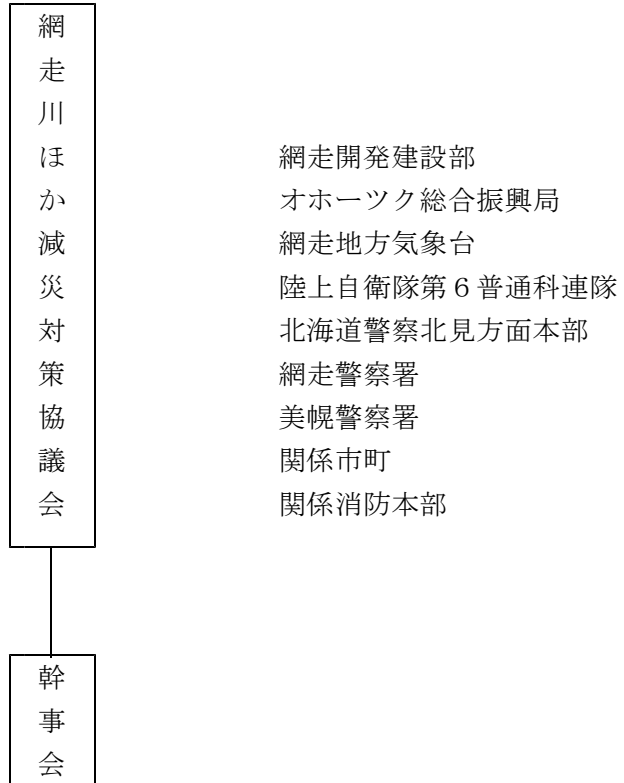 網走川ほか減災対策協議会
網走開発建設部
オホーツク総合振興局
網走地方気象台
陸上自衛隊第６普通科連隊
北海道警察北見方面本部
網走警察署
美幌警察署
関係市町
関係消防本部
幹事会